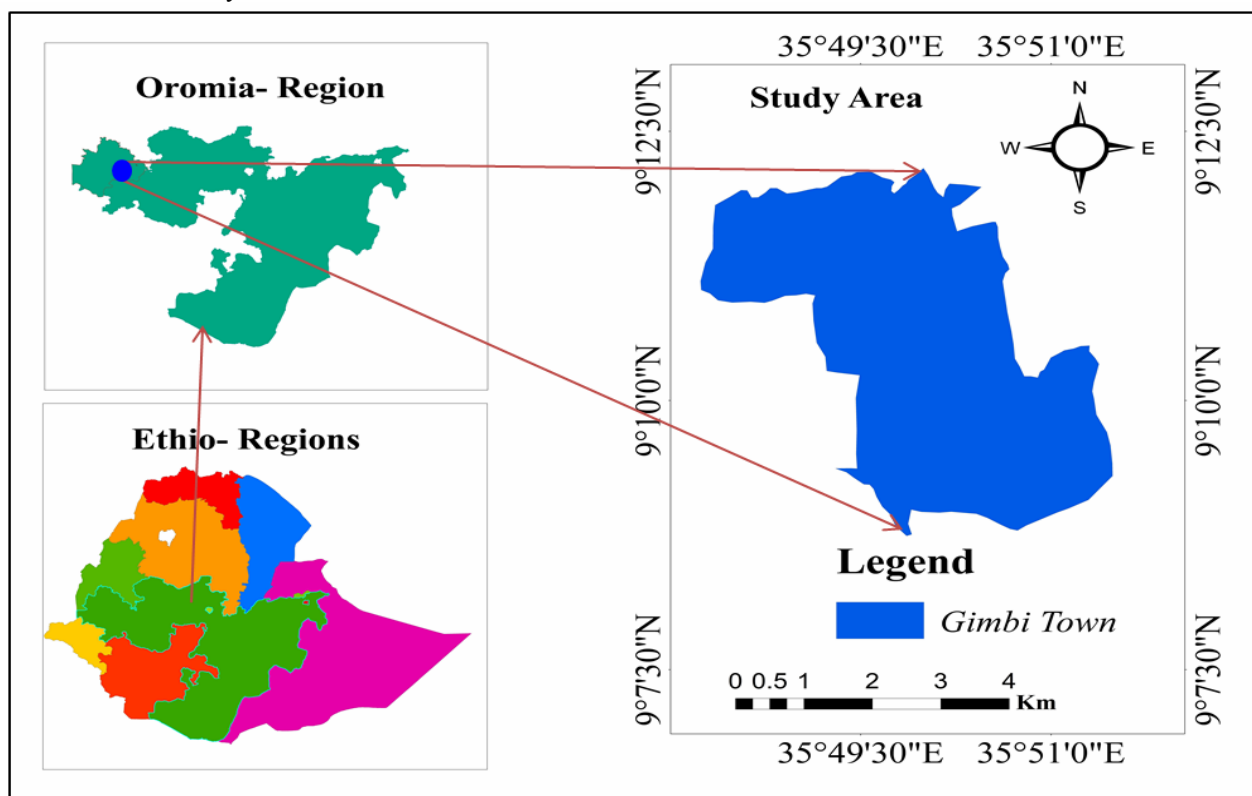 Oromia- Region
Ethio- Regions
35°49'30"E 35°51'0"E
Study Area
N
W E
S
9°12'30"N 9°12'30"N
9°10'0"N 9°10'0"N
Legend
Gimbi Town
9°7'30"N 9°7'30"N
0 0.5 1 2 3 4
Km
35°49'30"E 35°51'0"E